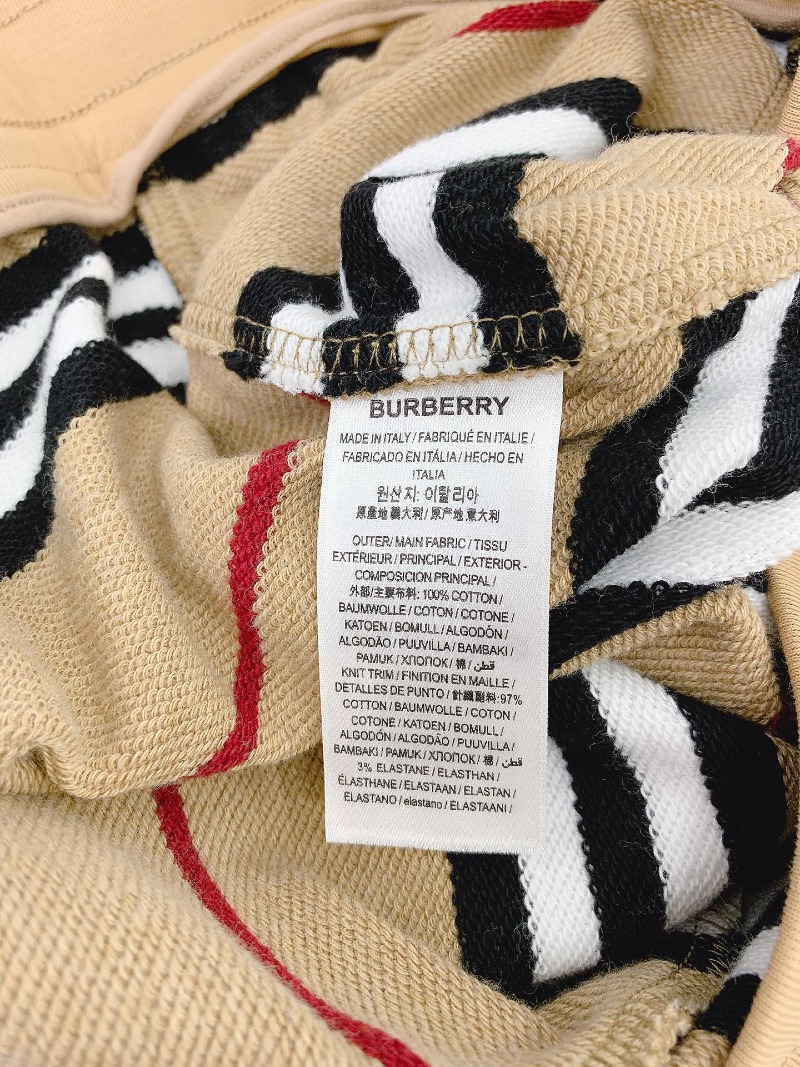 BURBERRY
MADE IN ITALY / FABRIQUÉ EN ITALIE /
FABRICADO EN ITÁLIA / HECHO EN
ITALIA
원산지: 이탈리아
原產地 義大利 / 原产地 意大利
OUTER/ MAIN FABRIC / TISSU
EXTÉRIEUR / PRINCIPAL / EXTERIOR -
COMPOSICION PRINCIPAL /
外部/主要布料: 100% COTTON /
BAUMWOLLE / COTON / COTONE /
KATOEN / BOMULL / ALGODÓN /
ALGODÃO / PUUVILLA / BAMBAKI /
PAMUK / ХЛОПОК / 棉 / قطن /
KNIT TRIM / FINITION EN MAILLE /
DETALLES DE PUNTO / 針織副料:97%
COTTON / BAUMWOLLE / COTON /
COTONE / KATOEN / BOMULL /
ALGODÓN / ALGODÃO / PUUVILLA /
BAMBAKI / PAMUK / ХЛОПОК / 棉 / قطن
3% ELASTANE / ELASTHAN /
ÉLASTHANE / ELASTAAN / ELASTAN /
ELASTANO / elastano / ELASTAANI /